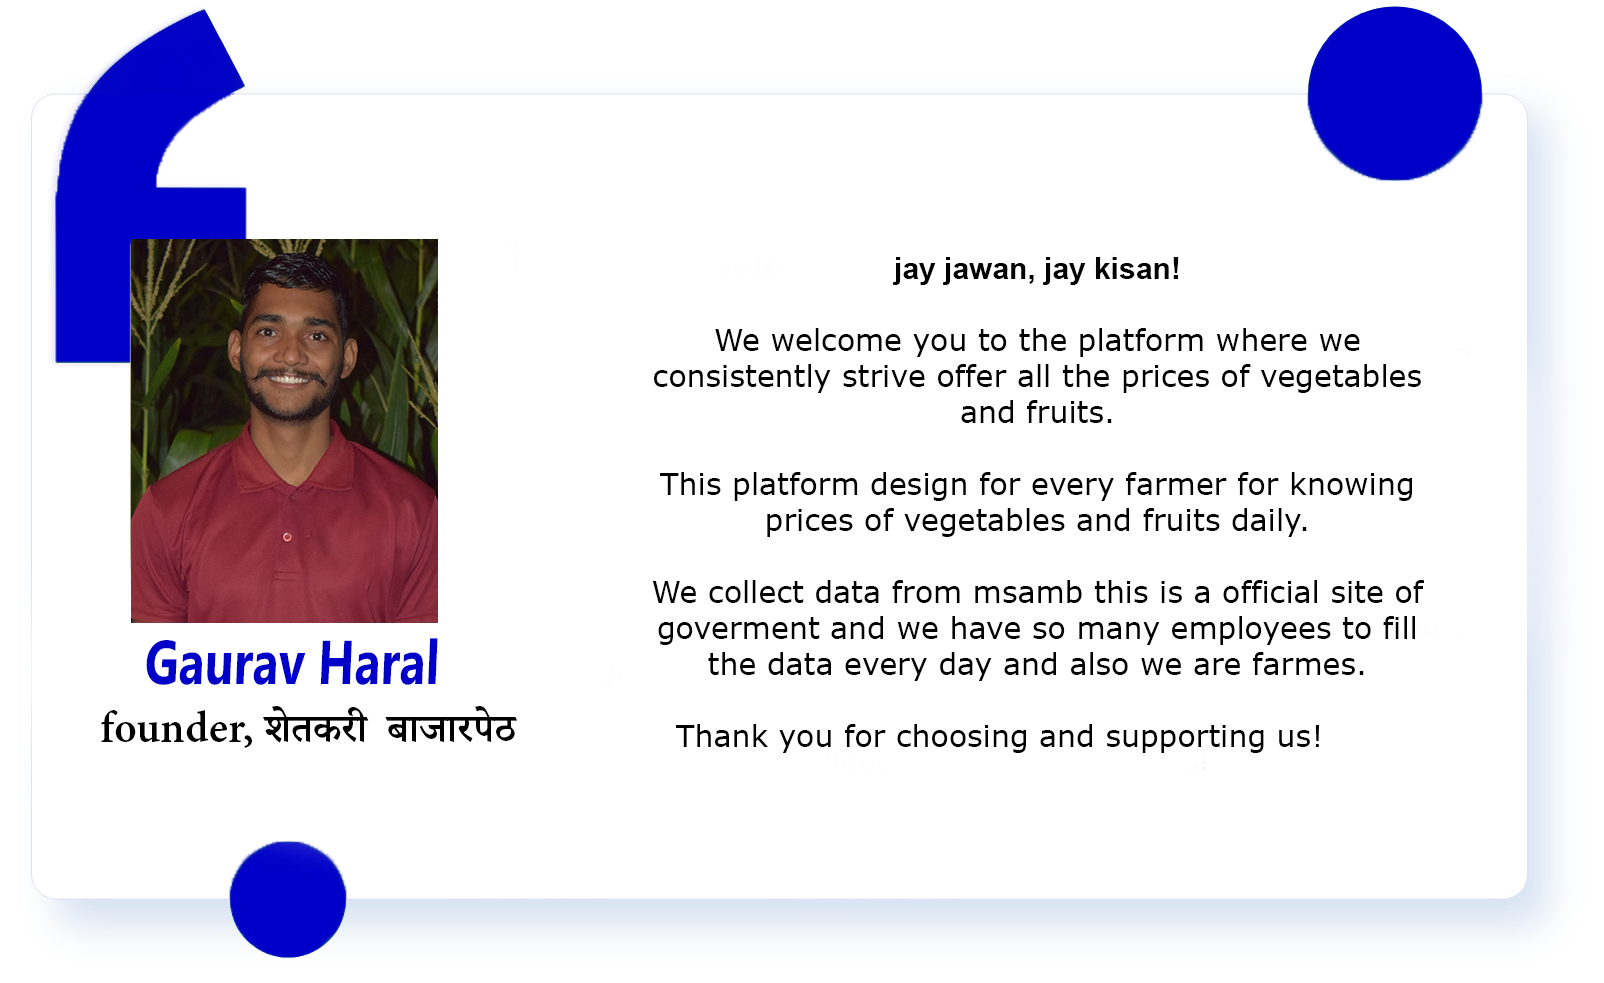 Gaurav Haral
founder, शेतकरी बाजारपेठ
jay jawan, jay kisan!
We welcome you to the platform where we
consistently strive offer all the prices of vegetables
and fruits.
This platform design for every farmer for knowing
prices of vegetables and fruits daily.
We collect data from msamb this is a official site of
goverment and we have so many employees to fill
the data every day and also we are farmes.
Thank you for choosing and supporting us!